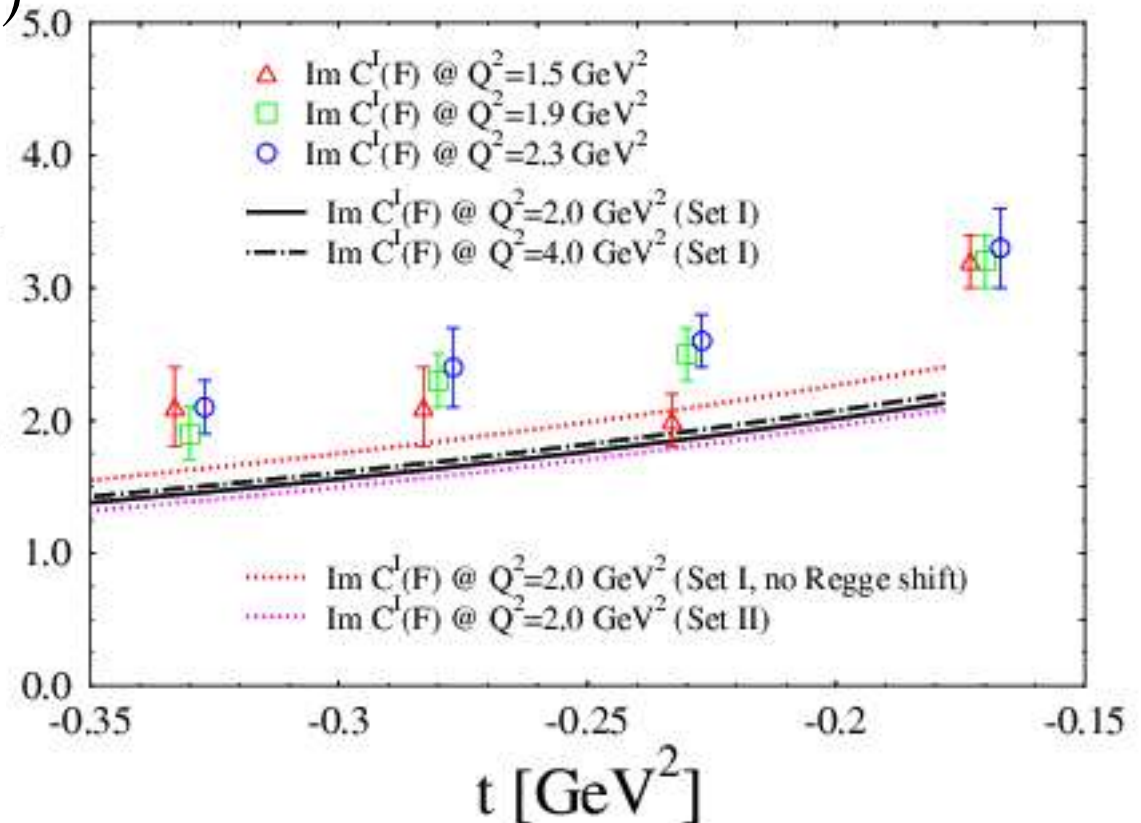 )
5.0
Im C^I(F) @ Q^2=1.5 GeV^2
Im C^I(F) @ Q^2=1.9 GeV^2
4.0
Im C^I(F) @ Q^2=2.3 GeV^2
Im C^I(F) @ Q^2=2.0 GeV^2 (Set I)
Im C^I(F) @ Q^2=4.0 GeV^2 (Set I)
3.0
2.0
1.0
Im C^I(F) @ Q^2=2.0 GeV^2 (Set I, no Regge shift)
Im C^I(F) @ Q^2=2.0 GeV^2 (Set II)
0.0
-0.35 -0.3 -0.25 -0.2 -0.15
t [GeV^2]